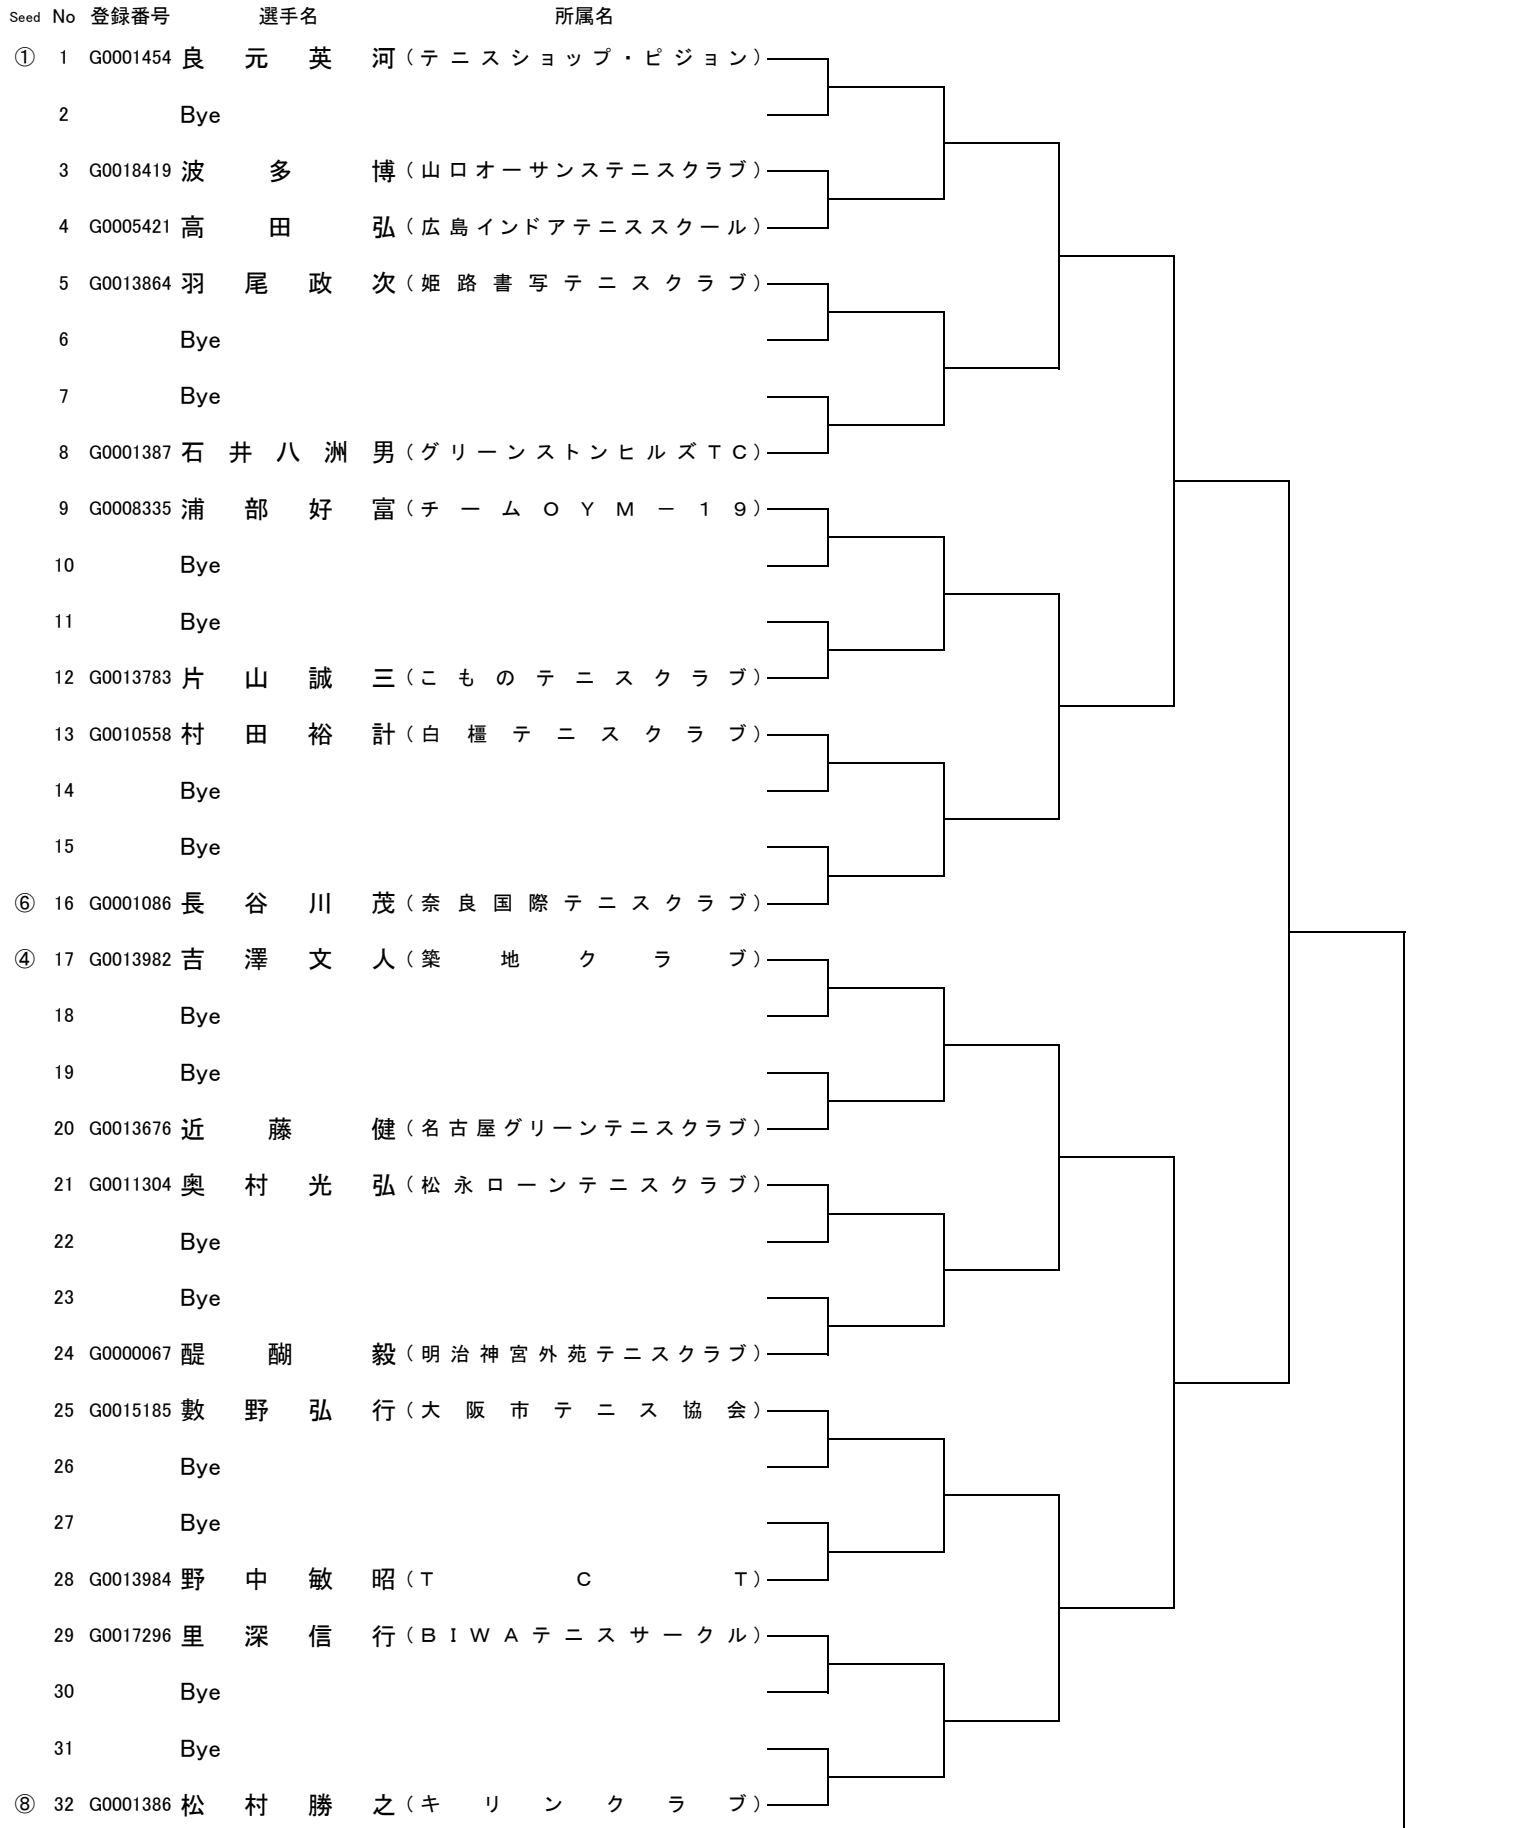 Seed No 登録番号 選手名 所属名
① 1 G0001454 良元英河(テニスショップ・ピジョン)
2 Bye
3 G0018419 波多博(山口オーサンステニスクラブ)
4 G0005421 高田弘(広島インドアテニススクール)
5 G0013864 羽尾政次(姫路書写テニスクラブ)
6 Bye
7 Bye
8 G0001387 石井八洲男(グリーンストンヒルズTC)
9 G0008335 浦部好富(チームOYM－19)
10 Bye
11 Bye
12 G0013783 片山誠三(こものテニスクラブ)
13 G0010558 村田裕計(白橿テニスクラブ)
14 Bye
15 Bye
⑥ 16 G0001086 長谷川茂(奈良国際テニスクラブ)
④ 17 G0013982 吉澤文人(築地クラブ)
18 Bye
19 Bye
20 G0013676 近藤健(名古屋グリーンテニスクラブ)
21 G0011304 奥村光弘(松永ローンテニスクラブ)
22 Bye
23 Bye
24 G0000067 醍醐毅(明治神宮外苑テニスクラブ)
25 G0015185 數野弘行(大阪市テニス協会)
26 Bye
27 Bye
28 G0013984 野中敏昭(TCT)
29 G0017296 里深信行(BIWAテニスサークル)
30 Bye
31 Bye
⑧ 32 G0001386 松村勝之(キリンクラブ)